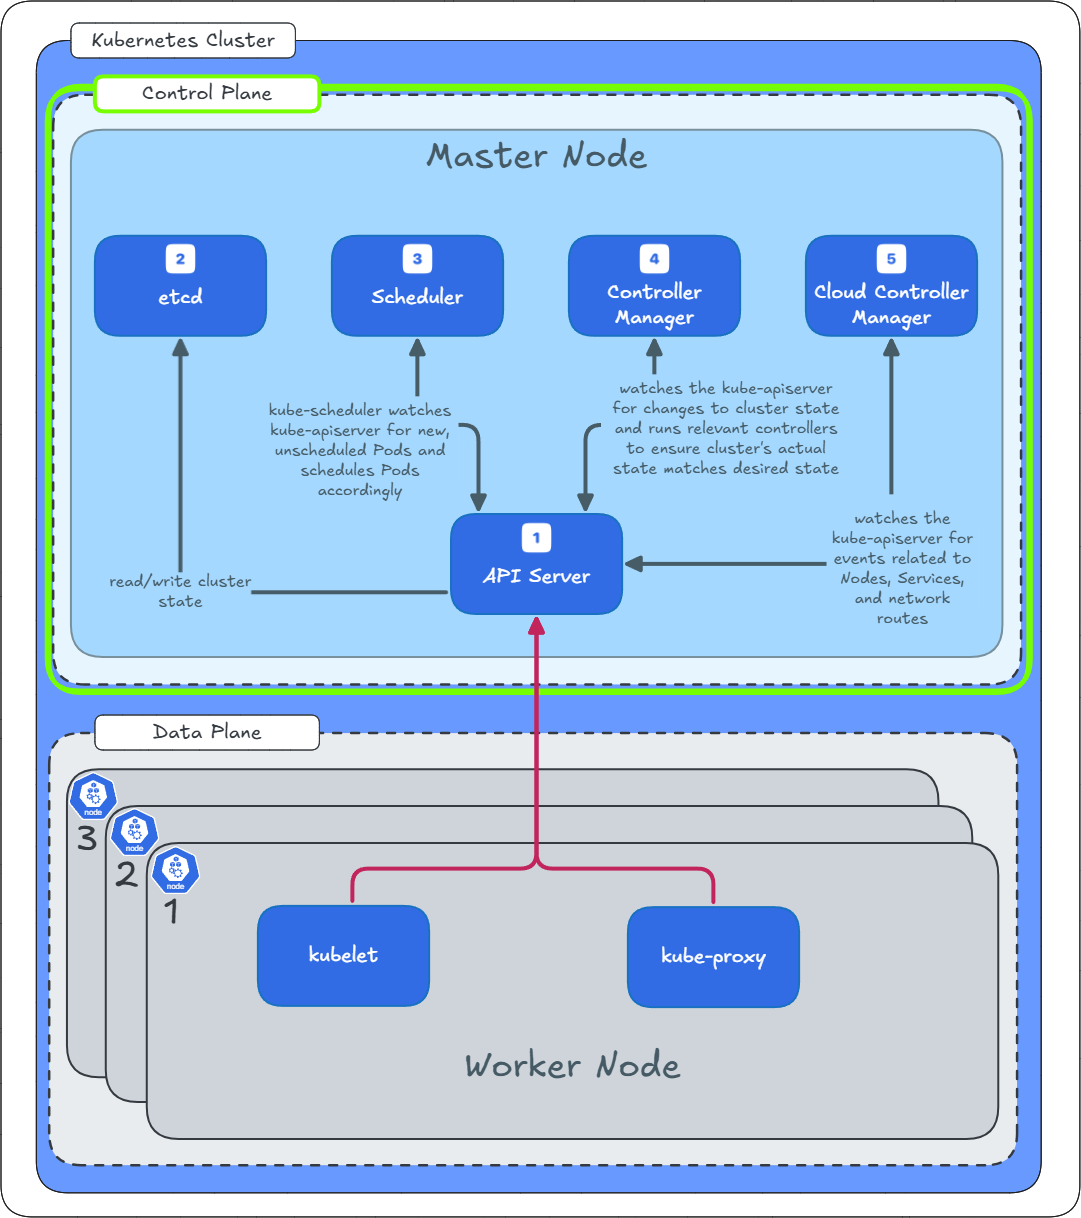 Kubernetes Cluster
Control Plane
Master Node
2
etcd
3
Scheduler
4
Controller
Manager
5
Cloud Controller
Manager
kube-scheduler watches
kube-apiserver for new,
unscheduled Pods and
schedules Pods
accordingly
watches the kube-apiserver
for changes to cluster state
and runs relevant controllers
to ensure cluster's actual
state matches desired state
watches the
kube-apiserver for
events related to
Nodes, Services,
and network
routes
1
API Server
read/write cluster
state
Data Plane
node
3
node
2
node
1
kubelet
kube-proxy
Worker Node